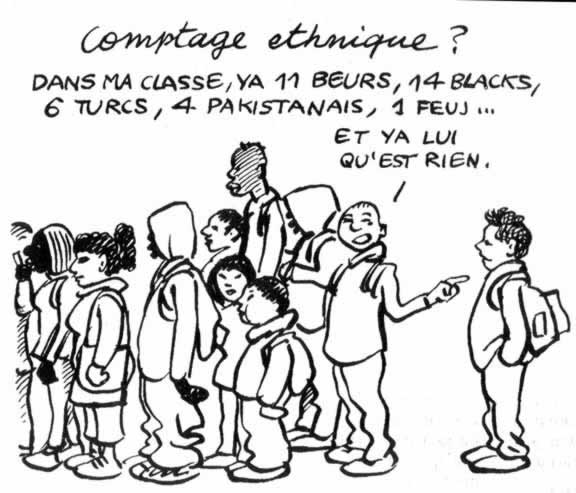 Comptage ethnique ?
DANS MA CLASSE, YA 11 BEURS, 14 BLACKS,
6 TURCS, 4 PAKISTANAIS, 1 FEUJ ...
ET YA LUI
QU'EST RIEN.